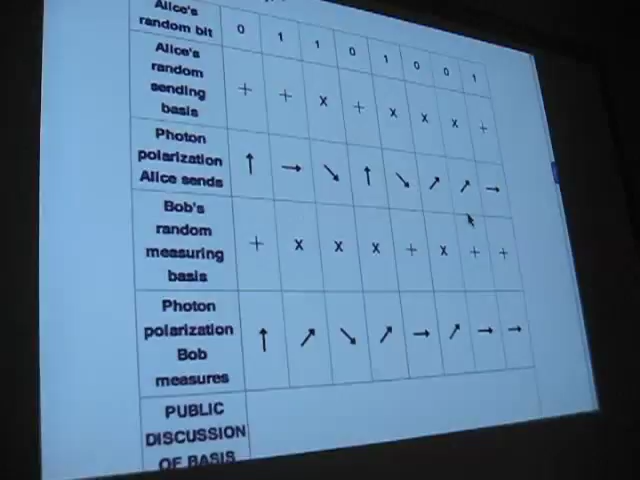 Alice's
random bit
0 1 1 0 1 0 0 1
Alice's
random
sending
basis
+ + x + x x x +
Photon
polarization
Alice sends
↑ → ↘ ↑ ↘ ↗ ↗ →
Bob's
random
measuring
basis
+ x x x + x + +
Photon
polarization
Bob
measures
↑ ↗ ↘ ↗ → ↗ → →
PUBLIC
DISCUSSION
OF BASIS